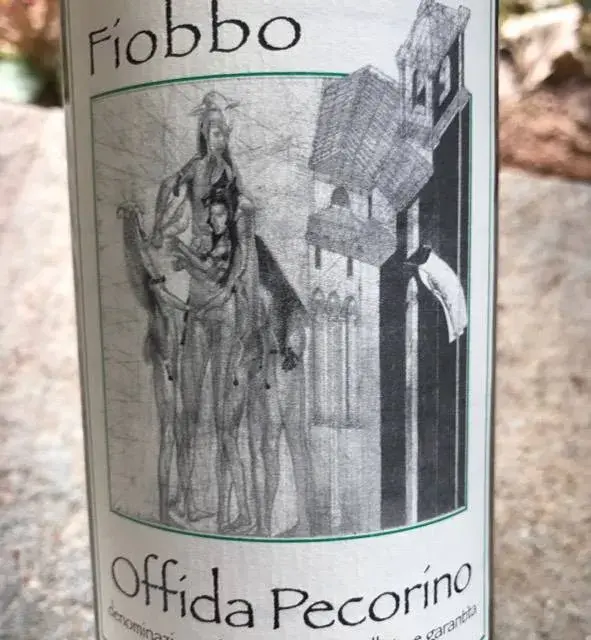 Fiobbo
Offida Pecorino
e garantita